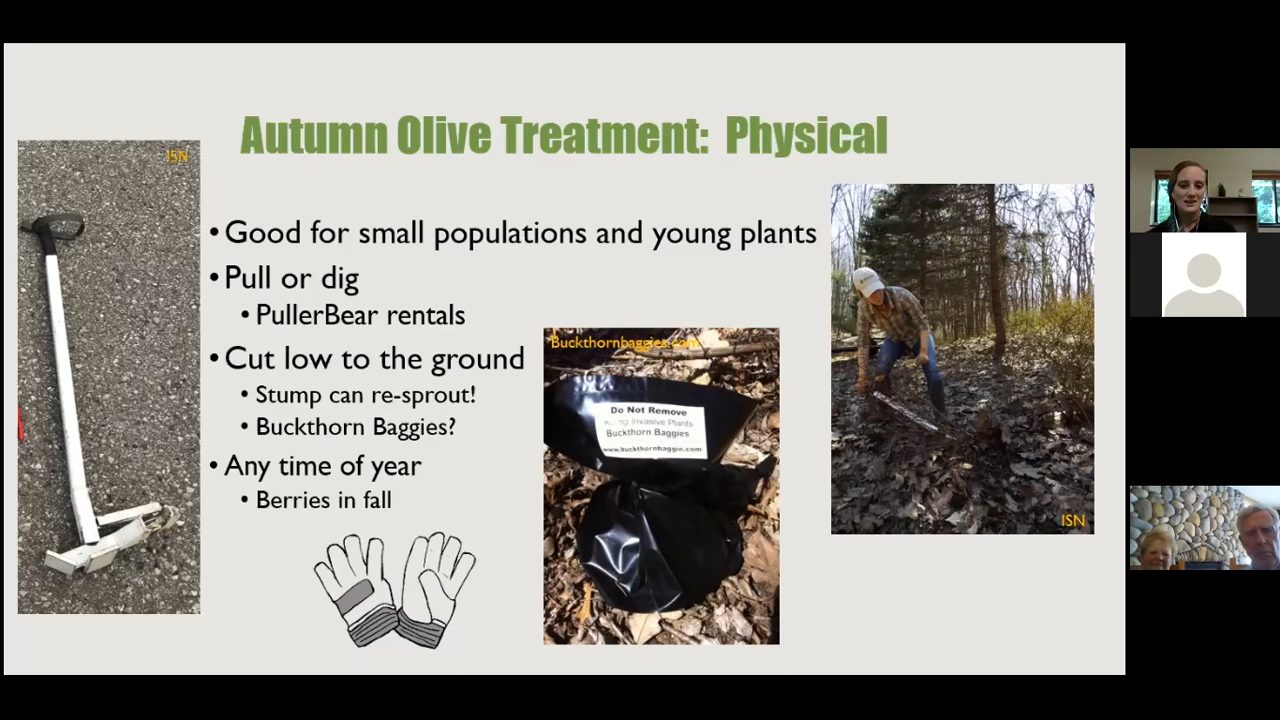 Autumn Olive Treatment: Physical
ISN
• Good for small populations and young plants
• Pull or dig
• PullerBear rentals
• Cut low to the ground
• Stump can re-sprout!
• Buckthorn Baggies?
• Any time of year
• Berries in fall
Buckthornbaggies.com
Do Not Remove
Invasive Plants
Buckthorn Baggies
www.buckthornbaggie.com
ISN